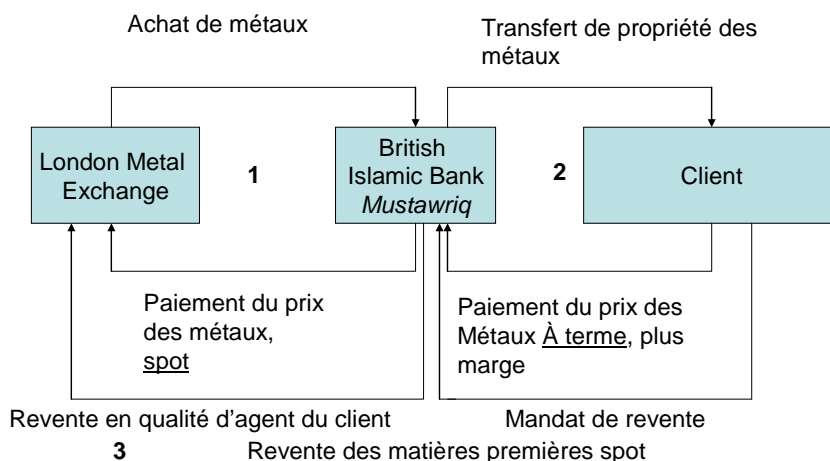 Achat de métaux
Transfert de propriété des
métaux
London Metal
Exchange
1
British
Islamic Bank
Mustawriq
2
Client
Paiement du prix
des métaux,
spot
Paiement du prix des
Métaux À terme, plus
marge
Revente en qualité d'agent du client
Mandat de revente
3
Revente des matières premières spot